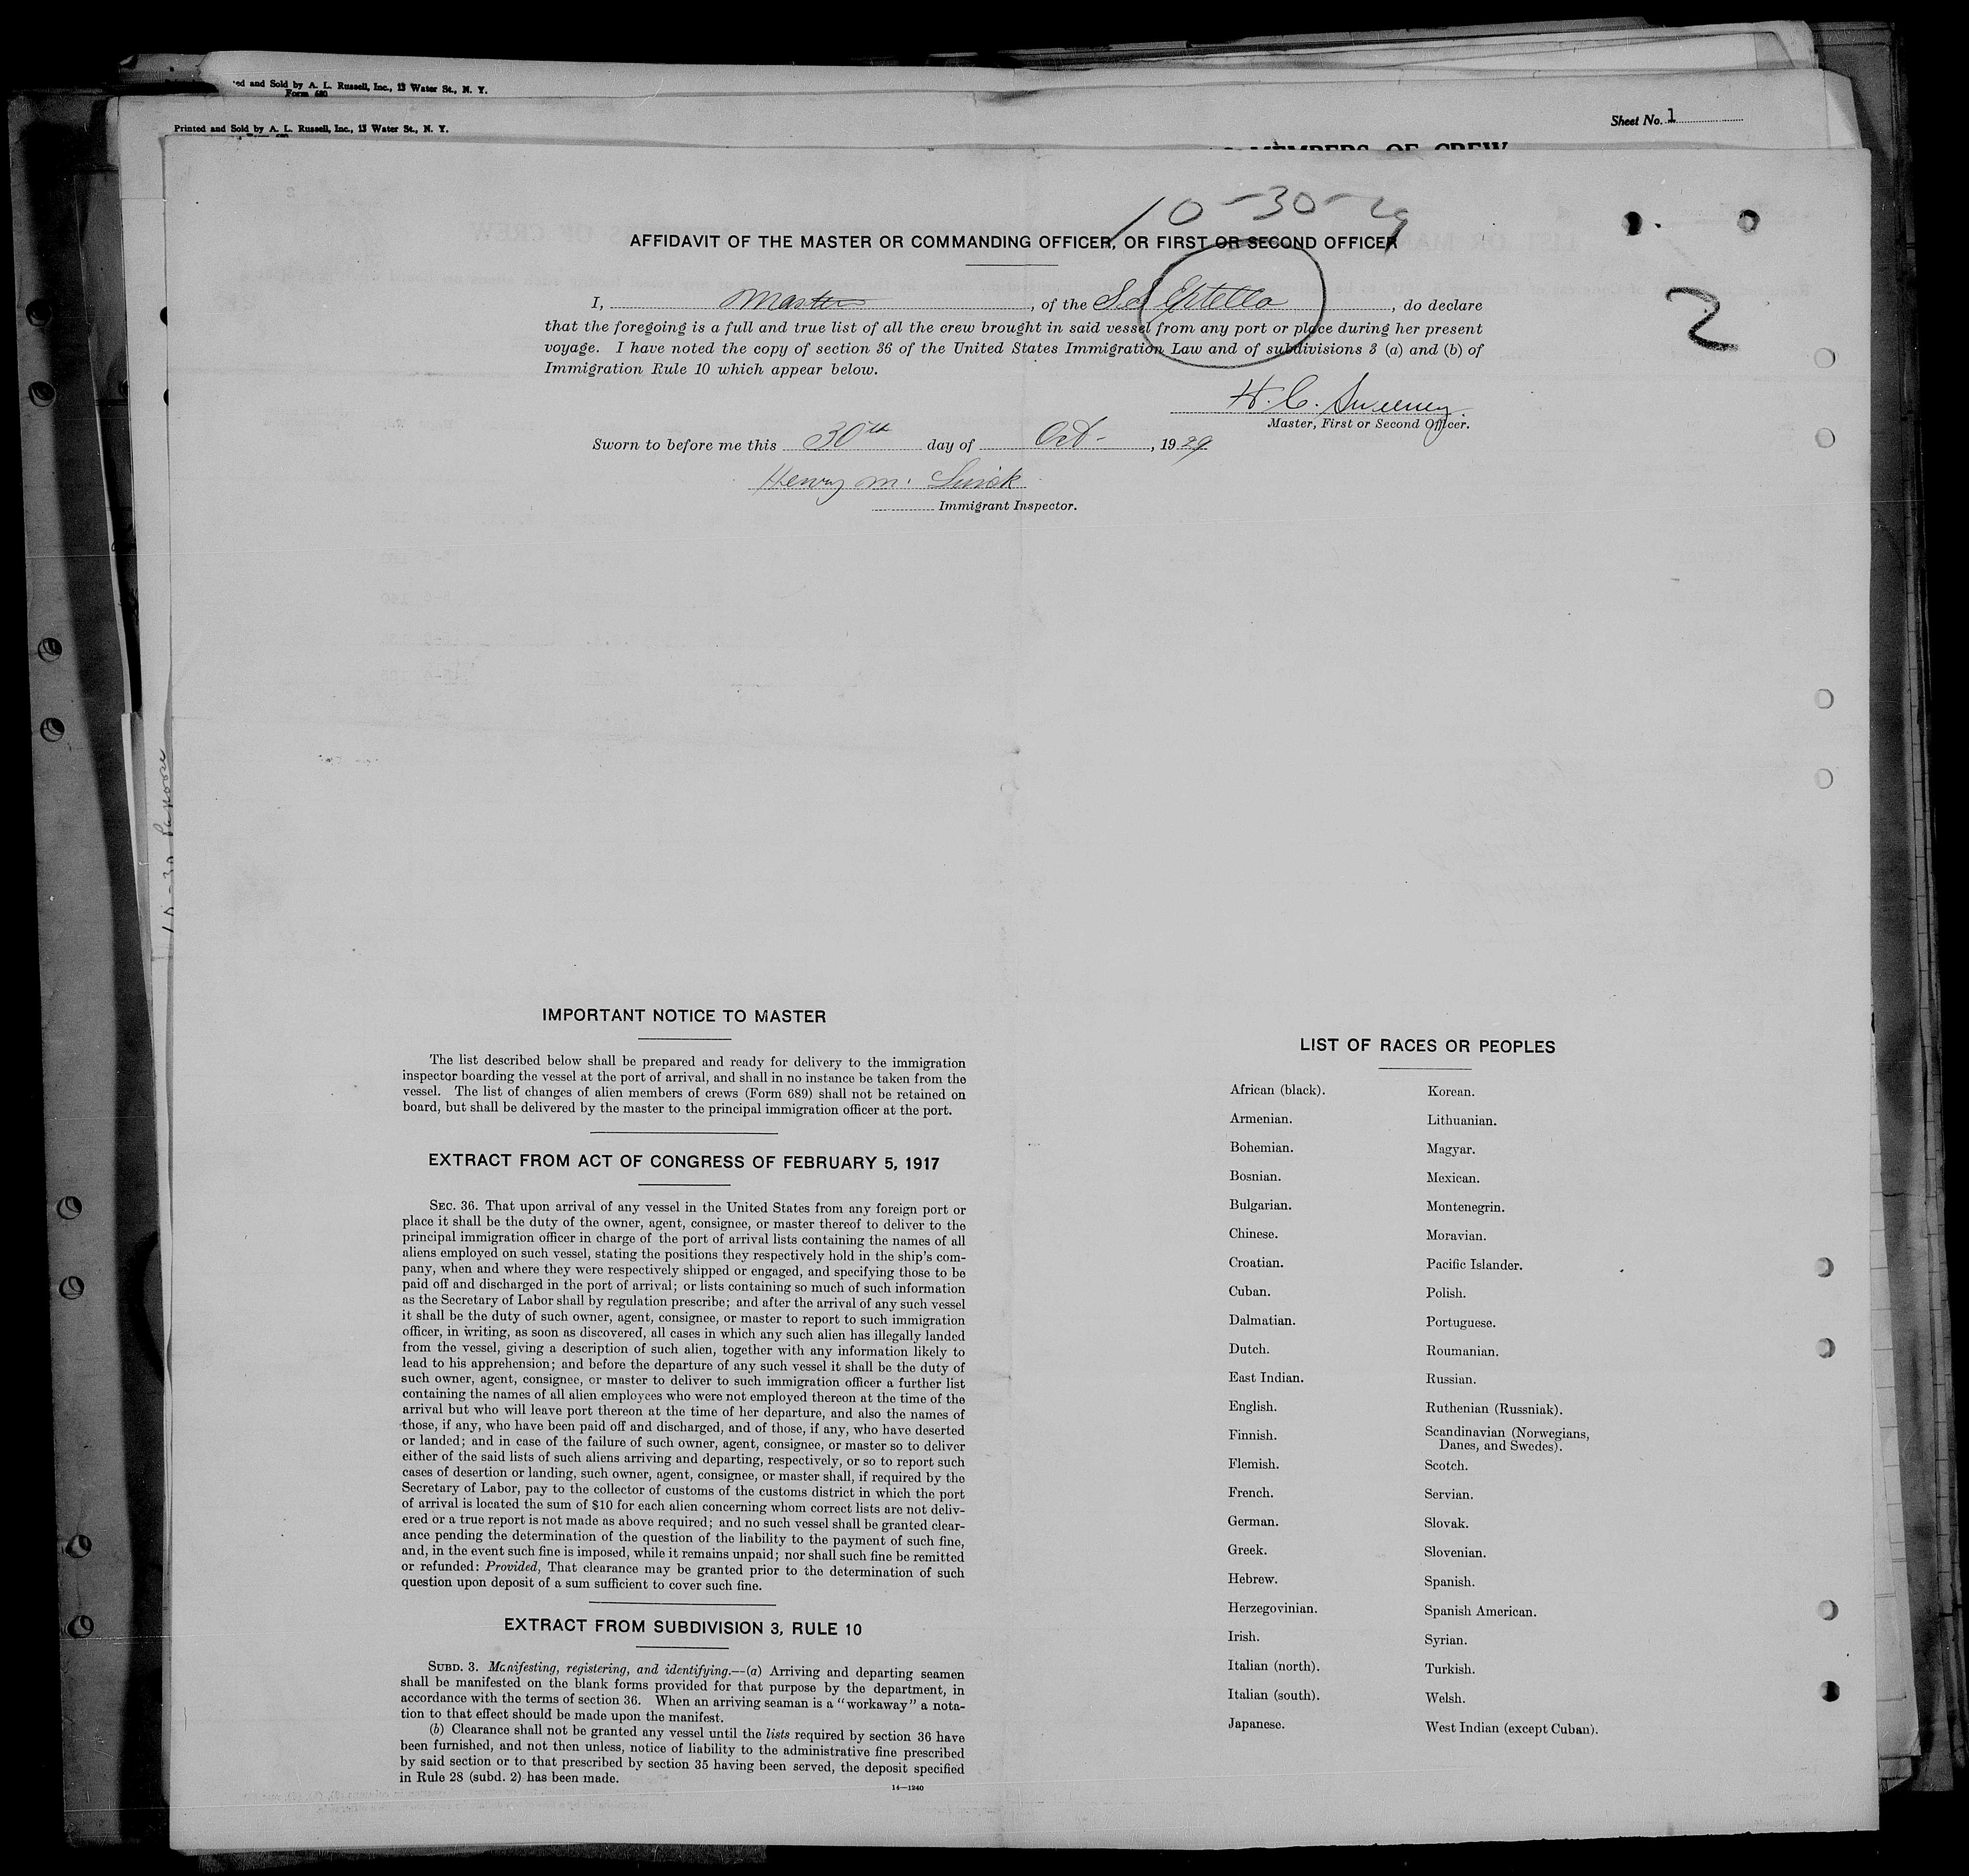 ed and Sold by A. L. Russell, Inc., 13 Water St., N. Y.
Form 680
Printed and Sold by A. L. Russell, Inc., 13 Water St., N. Y.
Sheet No. 1
MEMBERS OF CREW
10-30-29
AFFIDAVIT OF THE MASTER OR COMMANDING OFFICER, OR FIRST OR SECOND OFFICER
I, Master, of the S.S. Estella, do declare
that the foregoing is a full and true list of all the crew brought in said vessel from any port or place during her present
voyage. I have noted the copy of section 36 of the United States Immigration Law and of subdivisions 3 (a) and (b) of
Immigration Rule 10 which appear below.
2
H. C. Sweeney
Master, First or Second Officer.
Sworn to before me this 30th day of Oct-, 1929
Henry M.
Immigrant Inspector.
IMPORTANT NOTICE TO MASTER
The list described below shall be prepared and ready for delivery to the immigration
inspector boarding the vessel at the port of arrival, and shall in no instance be taken from the
vessel. The list of changes of alien members of crews (Form 689) shall not be retained on
board, but shall be delivered by the master to the principal immigration officer at the port.
EXTRACT FROM ACT OF CONGRESS OF FEBRUARY 5, 1917
SEC. 36. That upon arrival of any vessel in the United States from any foreign port or
place it shall be the duty of the owner, agent, consignee, or master thereof to deliver to the
principal immigration officer in charge of the port of arrival lists containing the names of all
aliens employed on such vessel, stating the positions they respectively hold in the ship's com-
pany, when and where they were respectively shipped or engaged, and specifying those to be
paid off and discharged in the port of arrival; or lists containing so much of such information
as the Secretary of Labor shall by regulation prescribe; and after the arrival of any such vessel
it shall be the duty of such owner, agent, consignee, or master to report to such immigration
officer, in writing, as soon as discovered, all cases in which any such alien has illegally landed
from the vessel, giving a description of such alien, together with any information likely to
lead to his apprehension; and before the departure of any such vessel it shall be the duty of
such owner, agent, consignee, or master to deliver to such immigration officer a further list
containing the names of all alien employees who were not employed thereon at the time of the
arrival but who will leave port thereon at the time of her departure, and also the names of
those, if any, who have been paid off and discharged, and of those, if any, who have deserted
or landed; and in case of the failure of such owner, agent, consignee, or master so to deliver
either of the said lists of such aliens arriving and departing, respectively, or so to report such
cases of desertion or landing, such owner, agent, consignee, or master shall, if required by the
Secretary of Labor, pay to the collector of customs of the customs district in which the port
of arrival is located the sum of $10 for each alien concerning whom correct lists are not deliv-
ered or a true report is not made as above required; and no such vessel shall be granted clear-
ance pending the determination of the question of the liability to the payment of such fine,
and, in the event such fine is imposed, while it remains unpaid; nor shall such fine be remitted
or refunded: Provided, That clearance may be granted prior to the determination of such
question upon deposit of a sum sufficient to cover such fine.
EXTRACT FROM SUBDIVISION 3, RULE 10
SUBD. 3. Manifesting, registering, and identifying.—(a) Arriving and departing seamen
shall be manifested on the blank forms provided for that purpose by the department, in
accordance with the terms of section 36. When an arriving seaman is a "workaway" a nota-
tion to that effect should be made upon the manifest.
(b) Clearance shall not be granted any vessel until the lists required by section 36 have
been furnished, and not then unless, notice of liability to the administrative fine prescribed
by said section or to that prescribed by section 35 having been served, the deposit specified
in Rule 28 (subd. 2) has been made.
14—1240
LIST OF RACES OR PEOPLES
African (black).
Armenian.
Bohemian.
Bosnian.
Bulgarian.
Chinese.
Croatian.
Cuban.
Dalmatian.
Dutch.
East Indian.
English.
Finnish.
Flemish.
French.
German.
Greek.
Hebrew.
Herzegovinian.
Irish.
Italian (north).
Italian (south).
Japanese.
Korean.
Lithuanian.
Magyar.
Mexican.
Montenegrin.
Moravian.
Pacific Islander.
Polish.
Portuguese.
Roumanian.
Russian.
Ruthenian (Russniak).
Scandinavian (Norwegians,
Danes, and Swedes).
Scotch.
Servian.
Slovak.
Slovenian.
Spanish.
Spanish American.
Syrian.
Turkish.
Welsh.
West Indian (except Cuban).